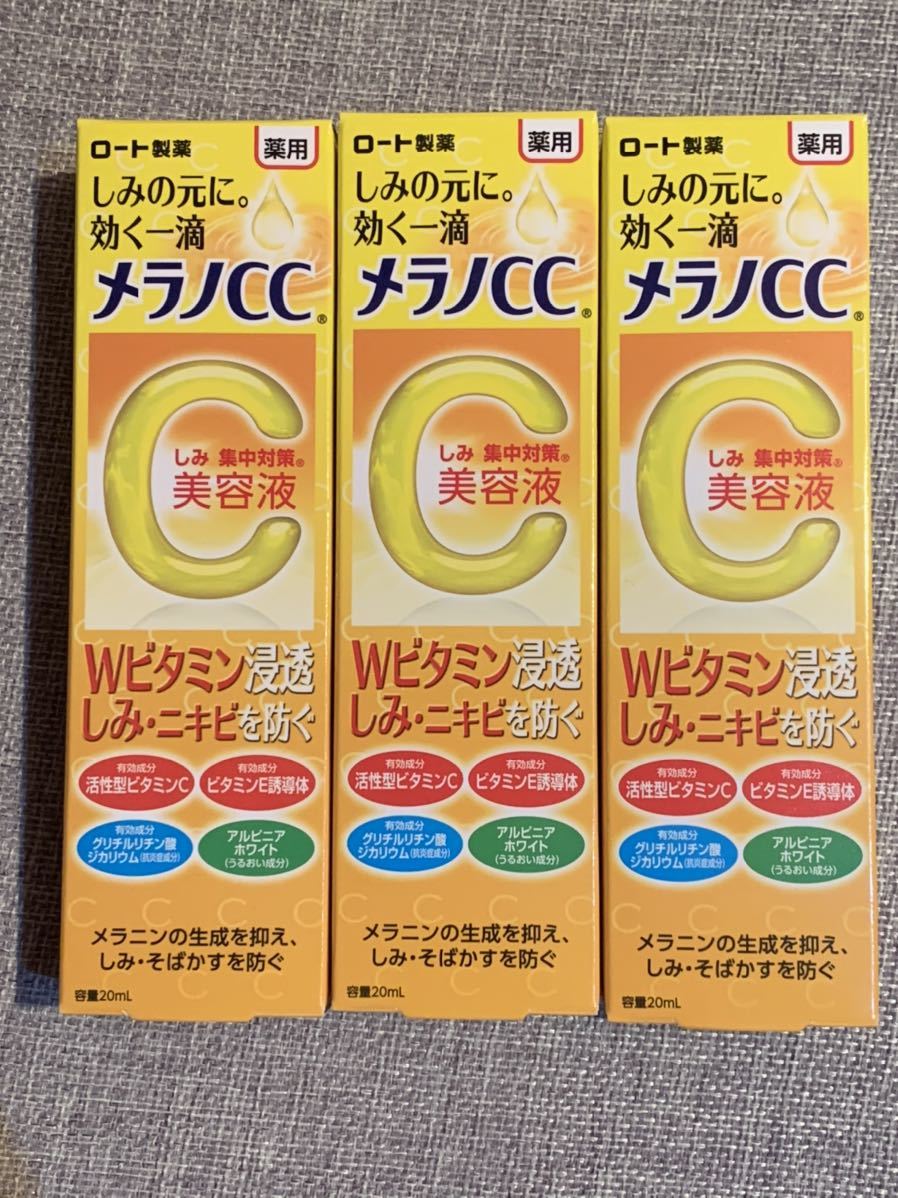 ロート製薬
薬用
しみの元に。
効く一滴
メラノCC®
しみ 集中対策®
美容液
Wビタミン浸透
しみ・ニキビを防ぐ
有効成分
活性型ビタミンC
有効成分
ビタミンE誘導体
有効成分
グリチルリチン酸
ジカリウム(抗炎症成分)
アルピニア
ホワイト
(うるおい成分)
メラニンの生成を抑え、
しみ・そばかすを防ぐ
容量20mL
ロート製薬
薬用
しみの元に。
効く一滴
メラノCC®
しみ 集中対策®
美容液
Wビタミン浸透
しみ・ニキビを防ぐ
有効成分
活性型ビタミンC
有効成分
ビタミンE誘導体
有効成分
グリチルリチン酸
ジカリウム(抗炎症成分)
アルピニア
ホワイト
(うるおい成分)
メラニンの生成を抑え、
しみ・そばかすを防ぐ
容量20mL
ロート製薬
薬用
しみの元に。
効く一滴
メラノCC®
しみ 集中対策®
美容液
Wビタミン浸透
しみ・ニキビを防ぐ
有効成分
活性型ビタミンC
有効成分
ビタミンE誘導体
有効成分
グリチルリチン酸
ジカリウム(抗炎症成分)
アルピニア
ホワイト
(うるおい成分)
メラニンの生成を抑え、
しみ・そばかすを防ぐ
容量20mL